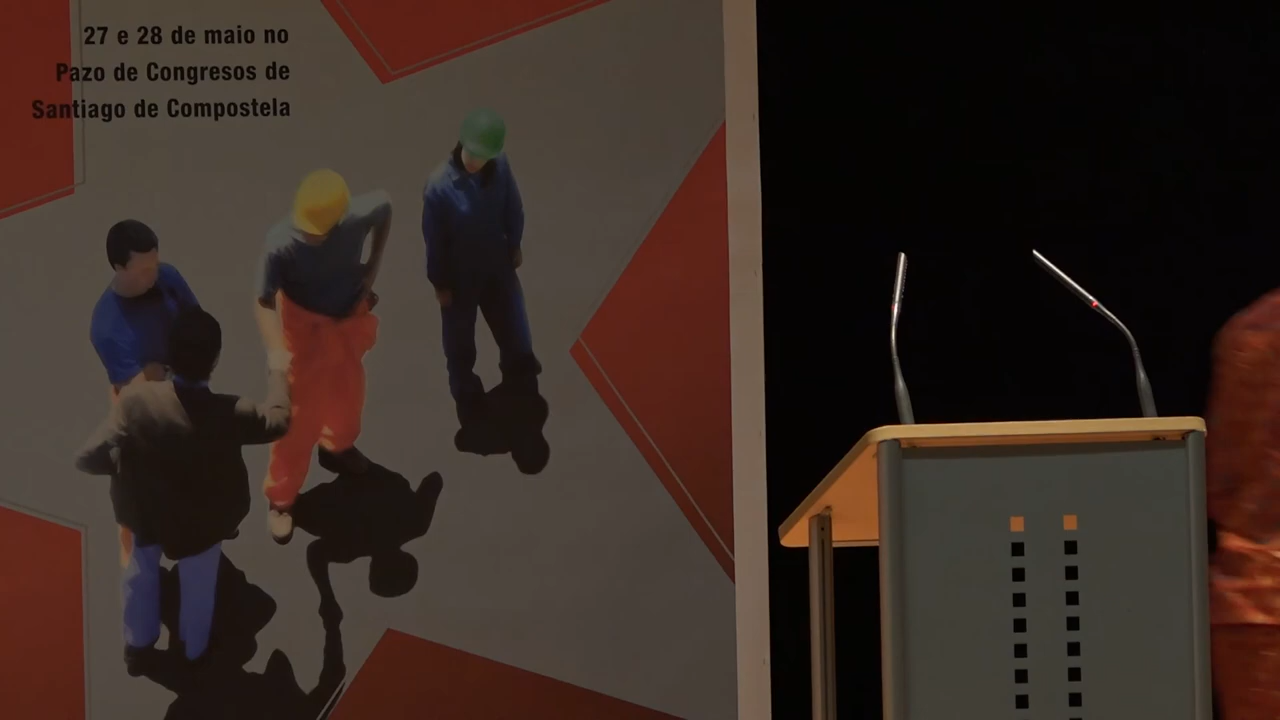 27 e 28 de maio no
Pazo de Congresos de
Santiago de Compostela